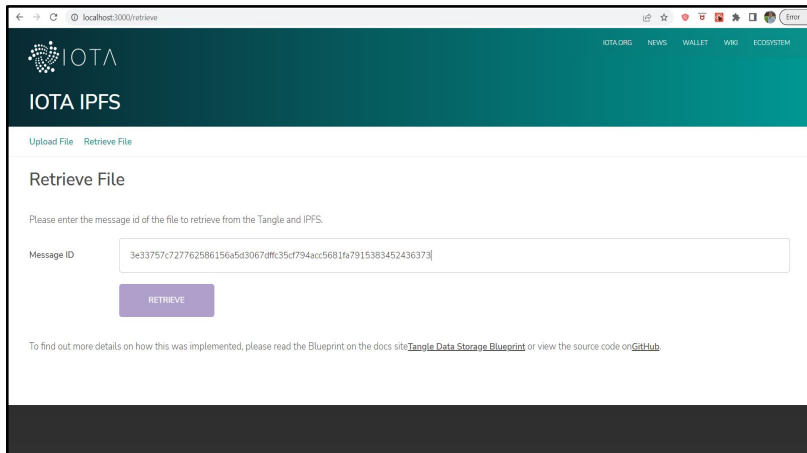 localhost:3000/retrieve
Error
IOTA
IOTA.ORG NEWS WALLET WIKI ECOSYSTEM
IOTA IPFS
Upload File Retrieve File
Retrieve File
Please enter the message id of the file to retrieve from the Tangle and IPFS.
Message ID 3e33757c727762586156a5d3067dffc35cf794acc5681fa7915383452436373
RETRIEVE
To find out more details on how this was implemented, please read the Blueprint on the docs siteTangle Data Storage Blueprint or view the source code onGitHub.